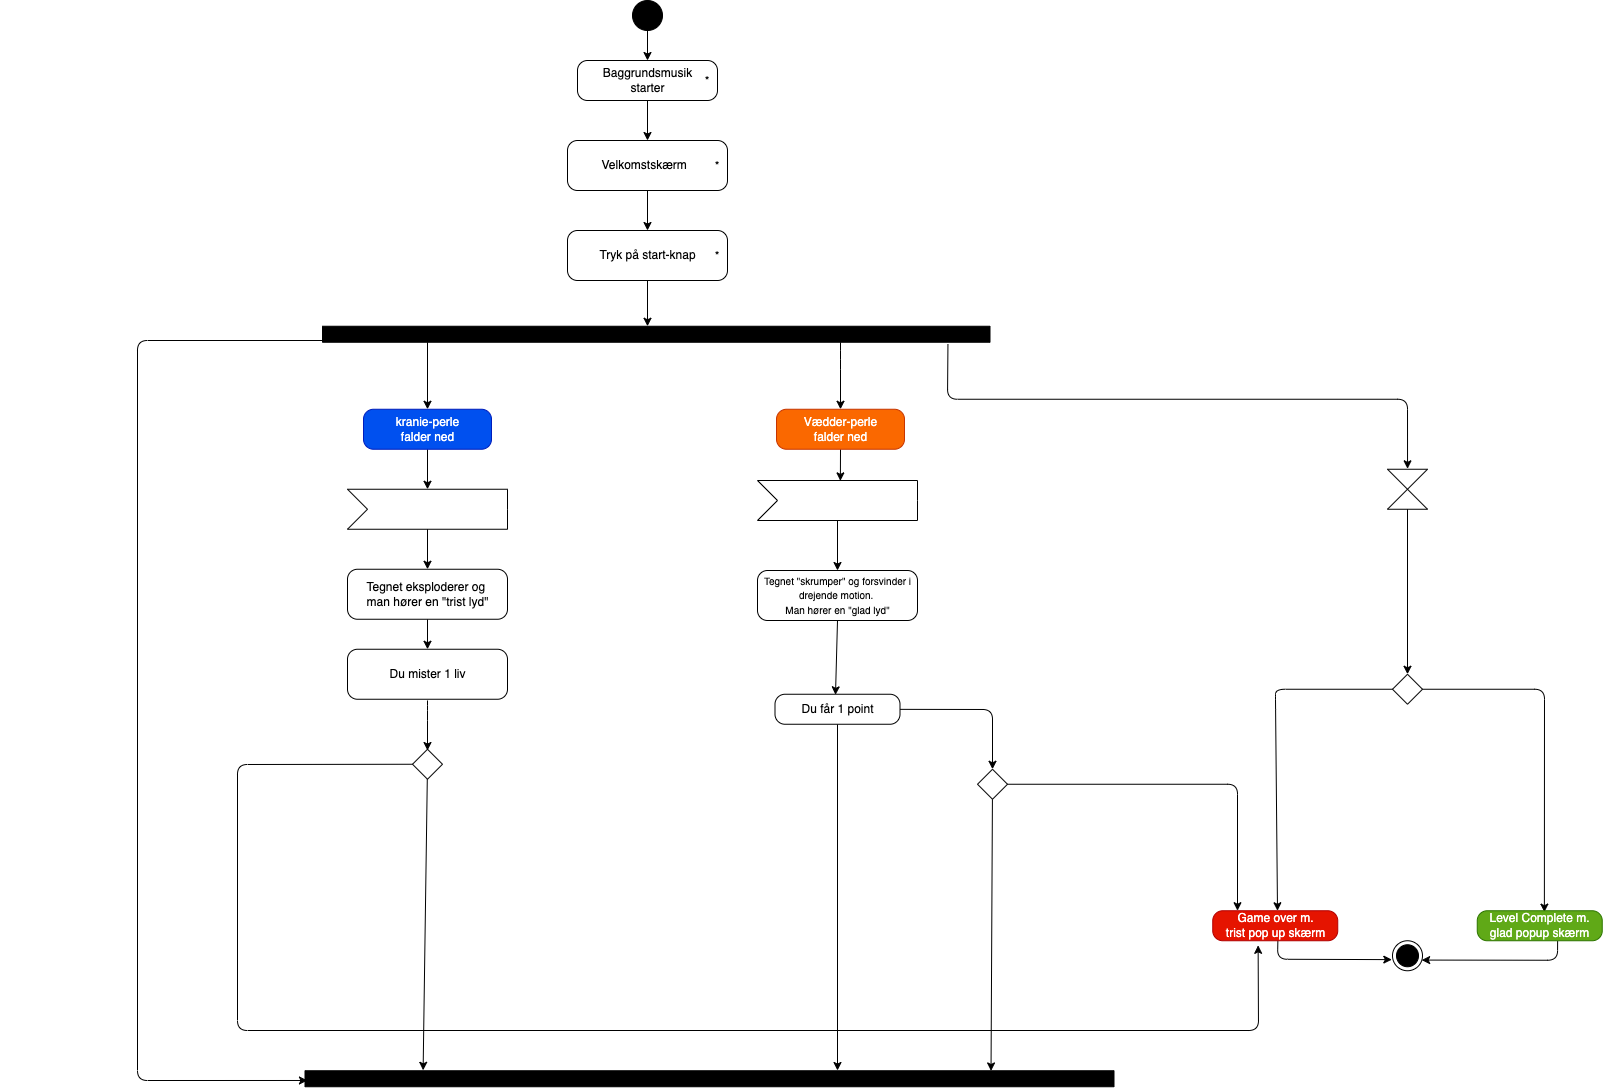 Baggrundsmusik
starter
*
Velkomstskærm
*
Tryk på start-knap
*
kranie-perle
falder ned
Vædder-perle
falder ned
Tegnet eksploderer og
man hører en "trist lyd"
Tegnet "skrumper" og forsvinder i
drejende motion.
Man hører en "glad lyd"
Du mister 1 liv
Du får 1 point
Game over m.
trist pop up skærm
Level Complete m.
glad popup skærm